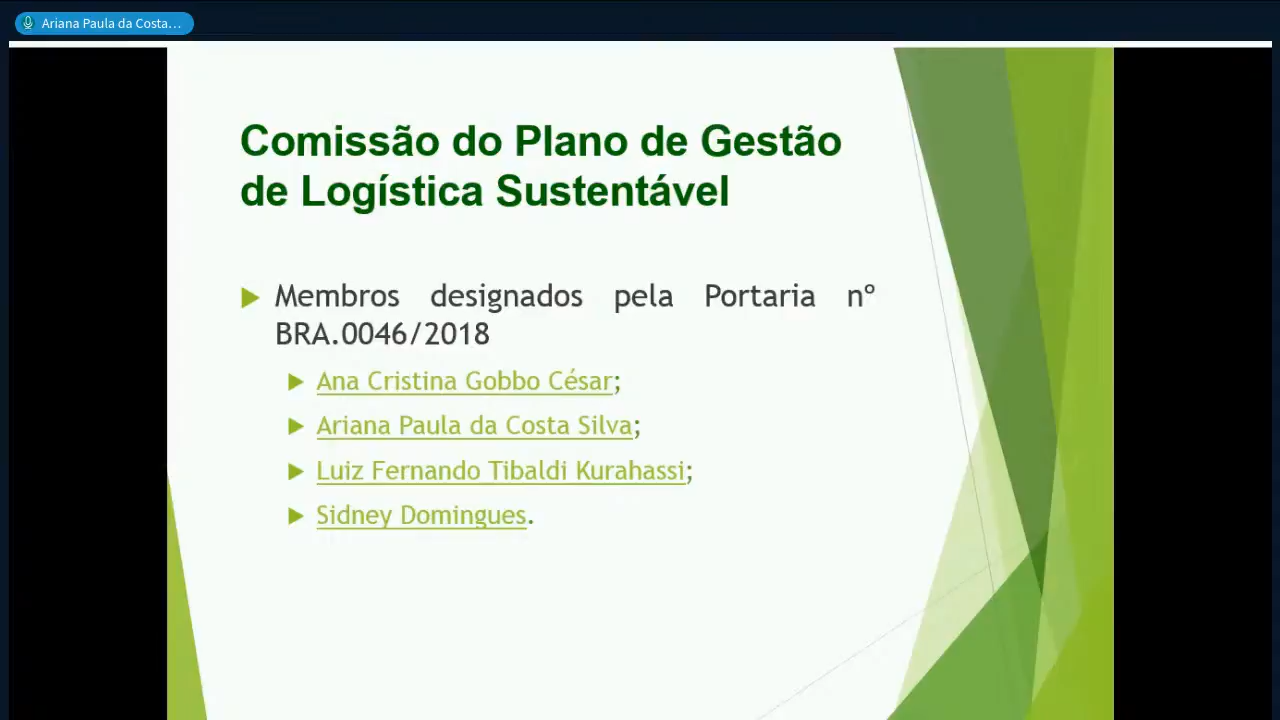 Ariana Paula da Costa…
Comissão do Plano de Gestão
de Logística Sustentável
Membros designados pela Portaria nº
BRA.0046/2018
Ana Cristina Gobbo César;
Ariana Paula da Costa Silva;
Luiz Fernando Tibaldi Kurahassi;
Sidney Domingues.